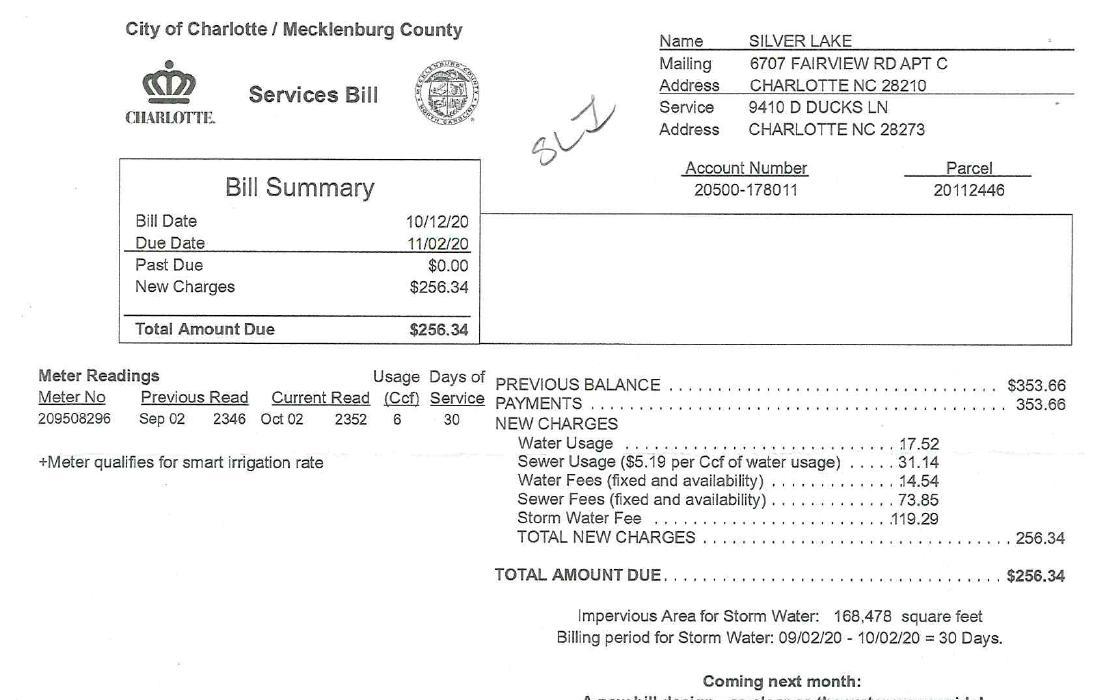 City of Charlotte / Mecklenburg County
CHARLOTTE.
Services Bill
MECKLENBURG COUNTY
NORTH CAROLINA
Name SILVER LAKE
Mailing 6707 FAIRVIEW RD APT C
Address CHARLOTTE NC 28210
Service 9410 D DUCKS LN
Address CHARLOTTE NC 28273
SLI
Account Number Parcel
20500-178011 20112446
Bill Summary
Bill Date 10/12/20
Due Date 11/02/20
Past Due $0.00
New Charges $256.34
Total Amount Due $256.34
Meter Readings Usage Days of
Meter No Previous Read Current Read (Ccf) Service
209508296 Sep 02 2346 Oct 02 2352 6 30
+Meter qualifies for smart irrigation rate
PREVIOUS BALANCE $353.66
PAYMENTS 353.66
NEW CHARGES
Water Usage 17.52
Sewer Usage ($5.19 per Ccf of water usage) 31.14
Water Fees (fixed and availability) 14.54
Sewer Fees (fixed and availability) 73.85
Storm Water Fee 119.29
TOTAL NEW CHARGES 256.34
TOTAL AMOUNT DUE $256.34
Impervious Area for Storm Water: 168,478 square feet
Billing period for Storm Water: 09/02/20 - 10/02/20 = 30 Days.
Coming next month: